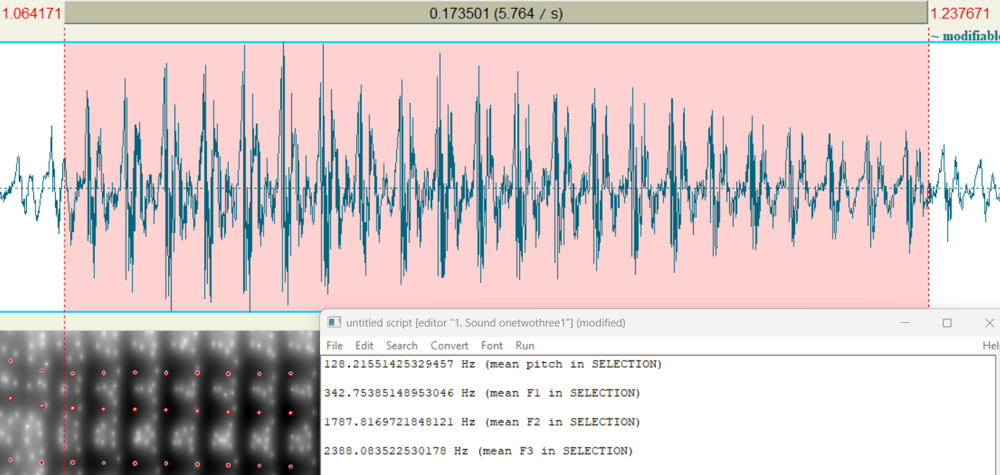 1.064171
0.173501 (5.764 / s)
1.237671
~ modifiable
untitled script [editor “1. Sound onetwothree1”] (modified)
File Edit Search Convert Font Run Help
128.21551425329457 Hz (mean pitch in SELECTION)
342.75385148953046 Hz (mean F1 in SELECTION)
1787.8169721848121 Hz (mean F2 in SELECTION)
2388.083522530178 Hz (mean F3 in SELECTION)